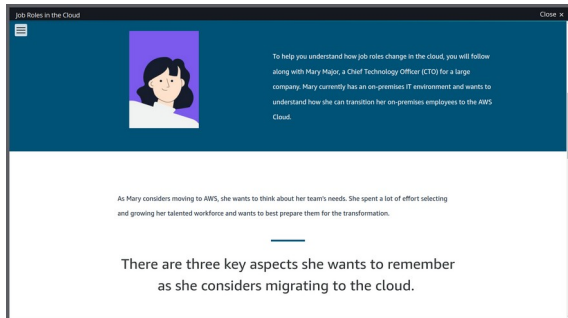 Job Roles in the Cloud
Close ×
To help you understand how job roles change in the cloud, you will follow
along with Mary Major, a Chief Technology Officer (CTO) for a large
company. Mary currently has an on-premises IT environment and wants to
understand how she can transition her on-premises employees to the AWS
Cloud.
As Mary considers moving to AWS, she wants to think about her team's needs. She spent a lot of effort selecting
and growing her talented workforce and wants to best prepare them for the transformation.
There are three key aspects she wants to remember
as she considers migrating to the cloud.